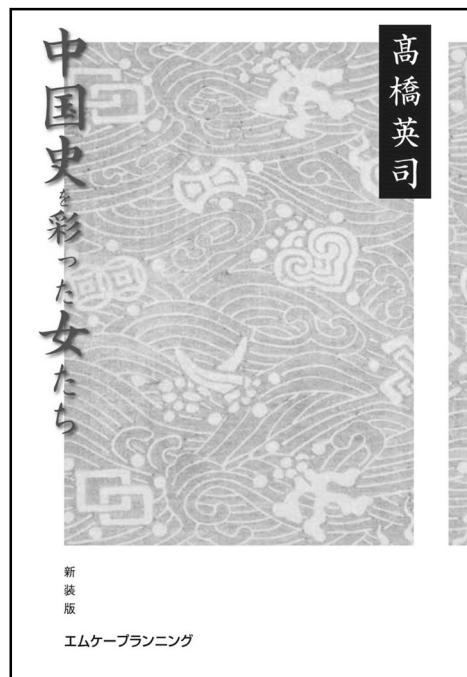 中国史を彩った女たち
髙橋英司
新装版
エムケープランニング